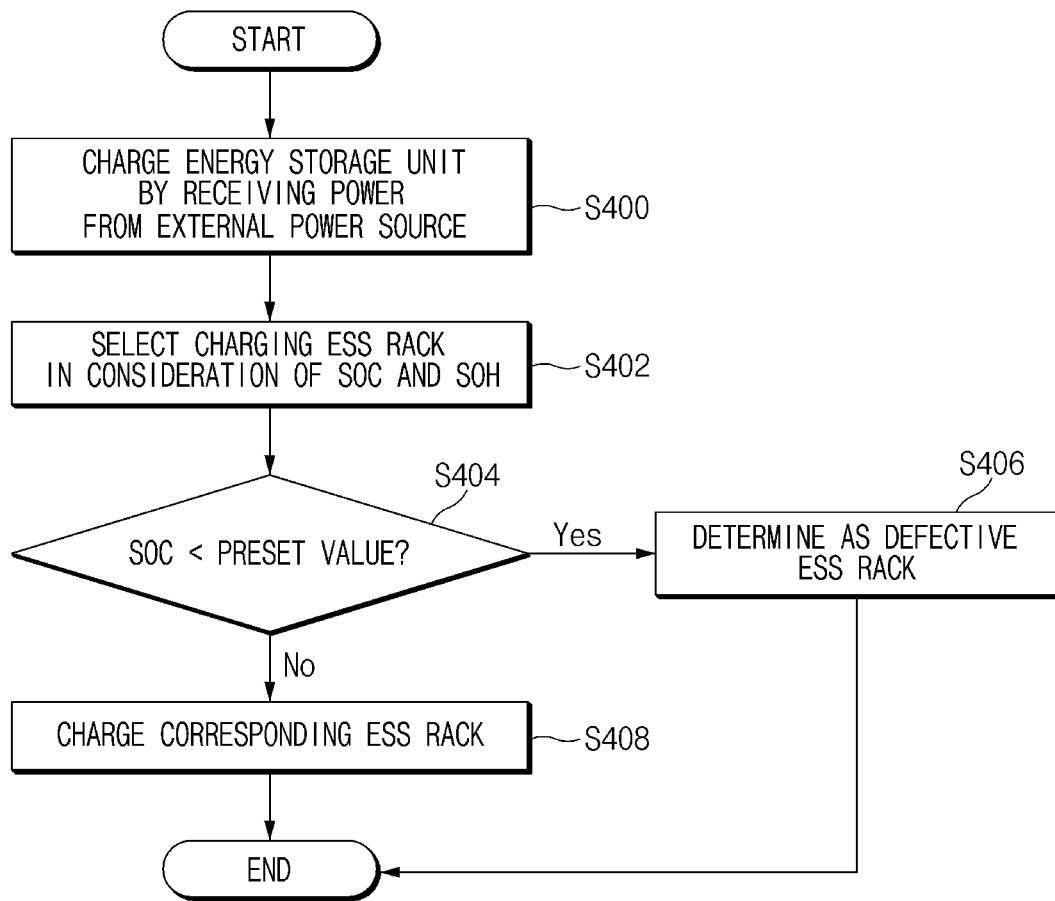 START
CHARGE ENERGY STORAGE UNIT
BY RECEIVING POWER
FROM EXTERNAL POWER SOURCE
S400
SELECT CHARGING ESS RACK
IN CONSIDERATION OF SOC AND SOH
S402
S404
SOC < PRESET VALUE?
Yes
S406
DETERMINE AS DEFECTIVE
ESS RACK
No
CHARGE CORRESPONDING ESS RACK
S408
END